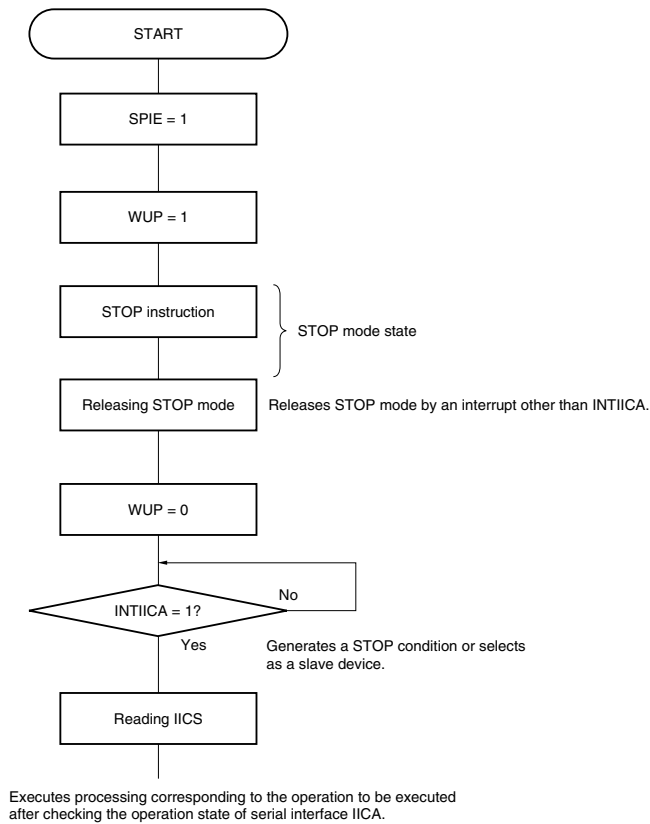 START
SPIE = 1
WUP = 1
STOP instruction
STOP mode state
Releasing STOP mode
Releases STOP mode by an interrupt other than INTIICA.
WUP = 0
No
INTIICA = 1?
Yes
Generates a STOP condition or selects
as a slave device.
Reading IICS
Executes processing corresponding to the operation to be executed
after checking the operation state of serial interface IICA.